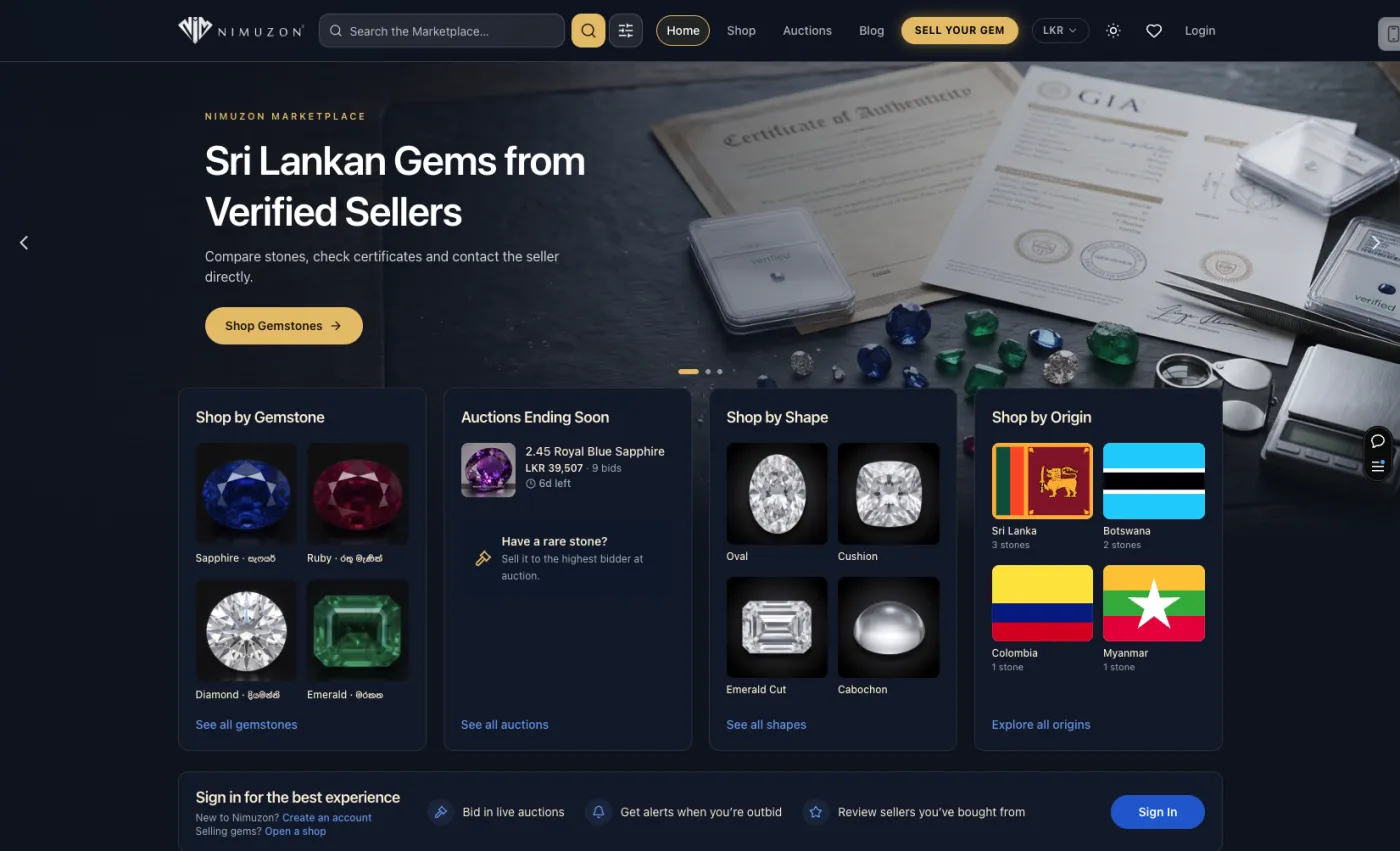 NIMUZON
Search the Marketplace...
Home
Shop
Auctions
Blog
SELL YOUR GEM
LKR
Login
NIMUZON MARKETPLACE
Sri Lankan Gems from
Verified Sellers
Compare stones, check certificates and contact the seller
directly.
Shop Gemstones →
Certificate of Authenticity
GIA
verified
verified
Shop by Gemstone
Sapphire · සැෆයර්
Ruby · රතු මැණික්
Diamond · දියමන්ති
Emerald · මරකත
See all gemstones
Auctions Ending Soon
2.45 Royal Blue Sapphire
LKR 39,507 · 9 bids
6d left
Have a rare stone?
Sell it to the highest bidder at
auction.
See all auctions
Shop by Shape
Oval
Cushion
Emerald Cut
Cabochon
See all shapes
Shop by Origin
Sri Lanka
3 stones
Botswana
2 stones
Colombia
1 stone
Myanmar
1 stone
Explore all origins
Sign in for the best experience
New to Nimuzon? Create an account
Selling gems? Open a shop
Bid in live auctions
Get alerts when you're outbid
Review sellers you've bought from
Sign In